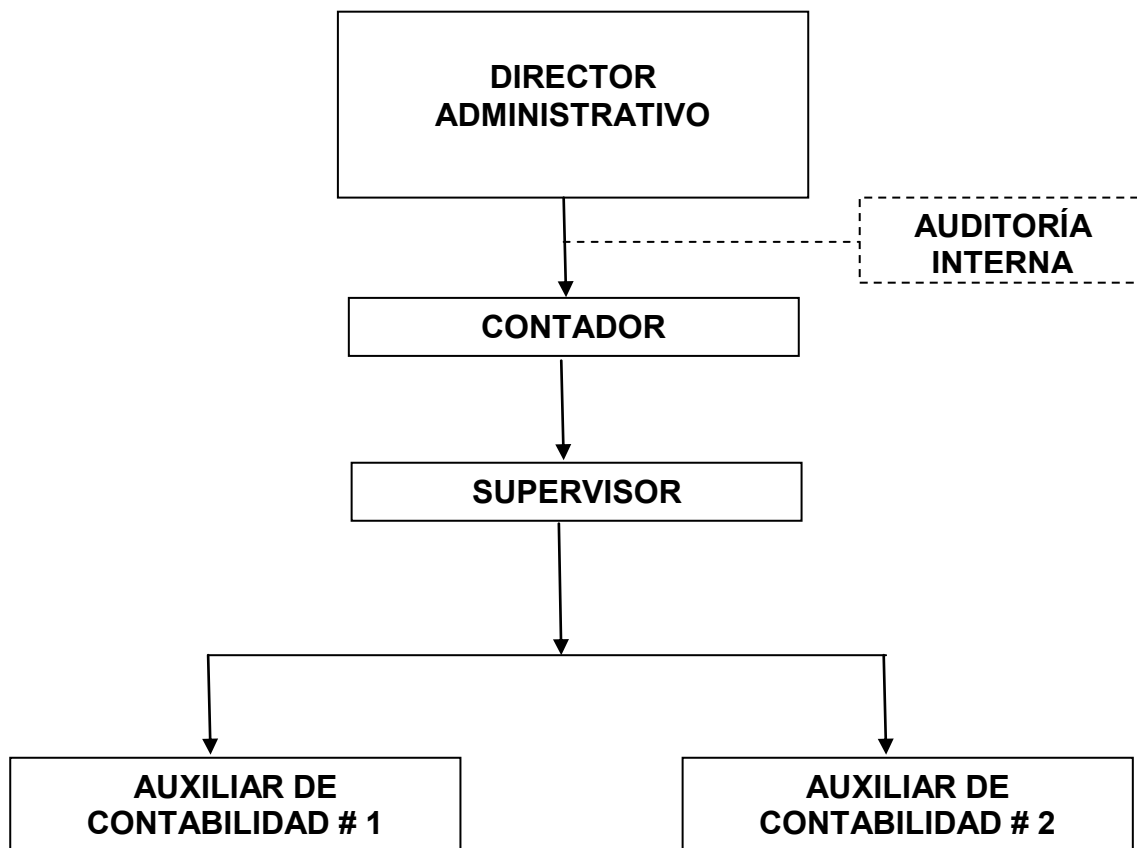 DIRECTOR
ADMINISTRATIVO
AUDITORÍA
INTERNA
CONTADOR
SUPERVISOR
AUXILIAR DE
CONTABILIDAD # 1
AUXILIAR DE
CONTABILIDAD # 2